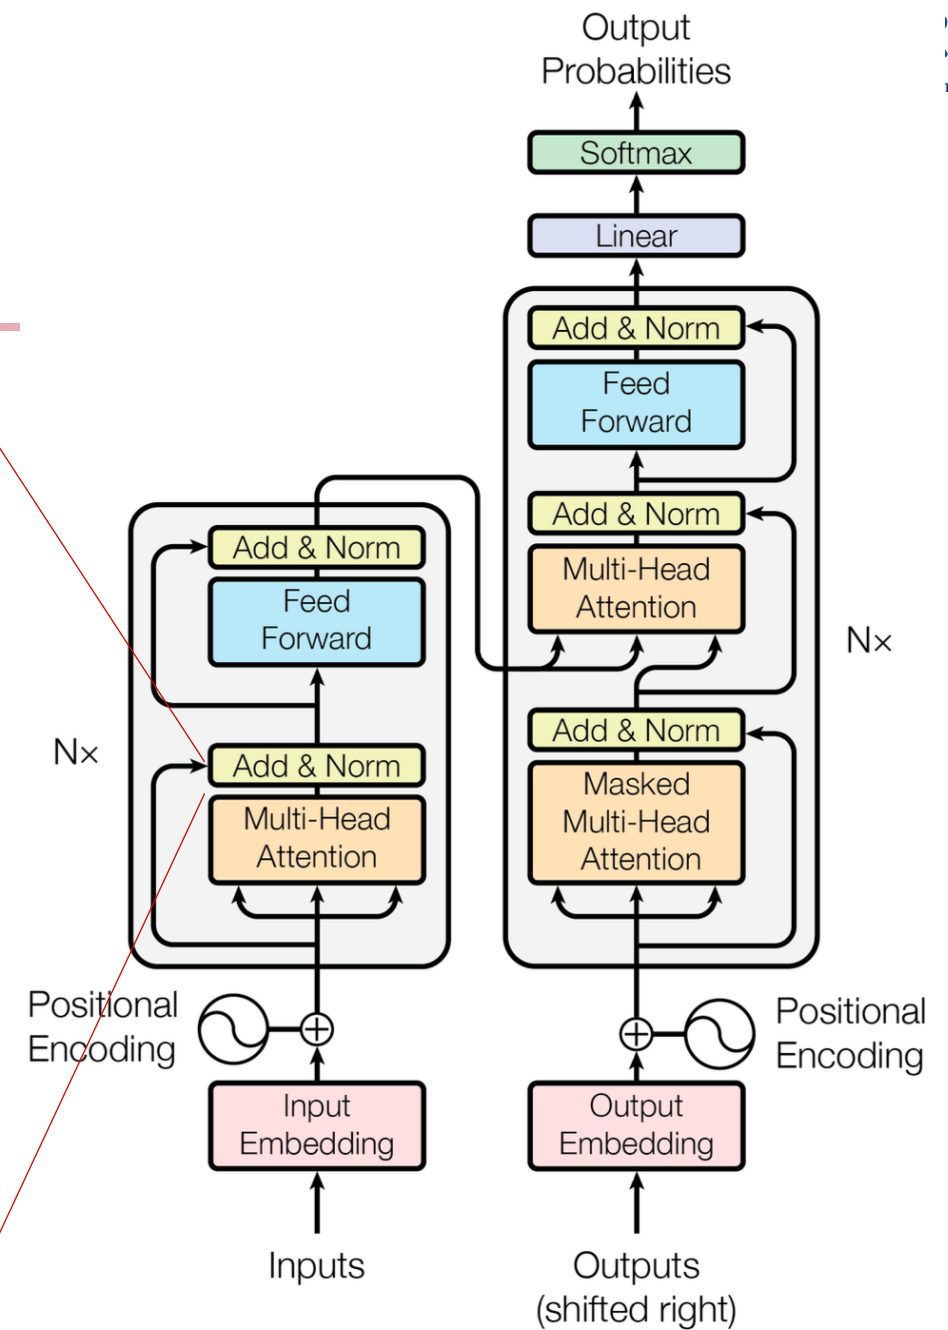 Output
Probabilities
Softmax
Linear
Add & Norm
Feed
Forward
Add & Norm
Multi-Head
Attention
Add & Norm
Masked
Multi-Head
Attention
Nx
Add & Norm
Feed
Forward
Add & Norm
Multi-Head
Attention
N×
Positional
Encoding
Positional
Encoding
Input
Embedding
Output
Embedding
Inputs
Outputs
(shifted right)